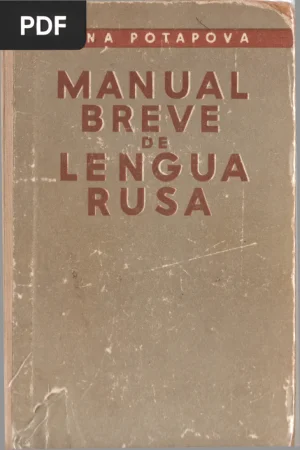 PDF
NA POTAPOVA
MANUAL
BREVE
DE
LENGUA
RUSA